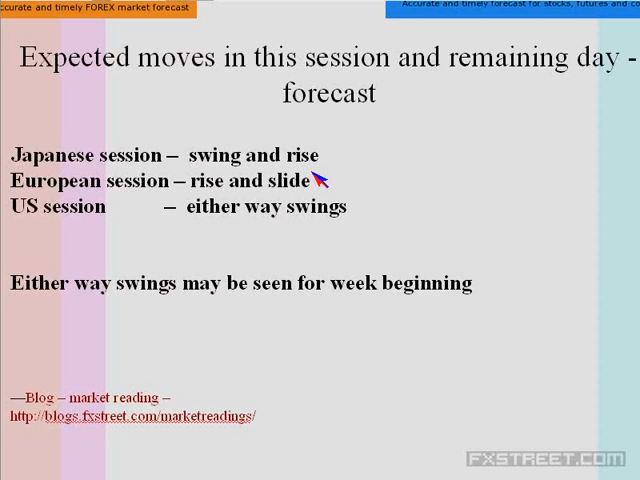 ccurate and timely FOREX market forecast
Accurate and timely forecast for stocks, futures and co
Expected moves in this session and remaining day -
forecast
Japanese session – swing and rise
European session – rise and slide
US session – either way swings
Either way swings may be seen for week beginning
—Blog – market reading –
http://blogs.fxstreet.com/marketreadings/
FXSTREET.COM